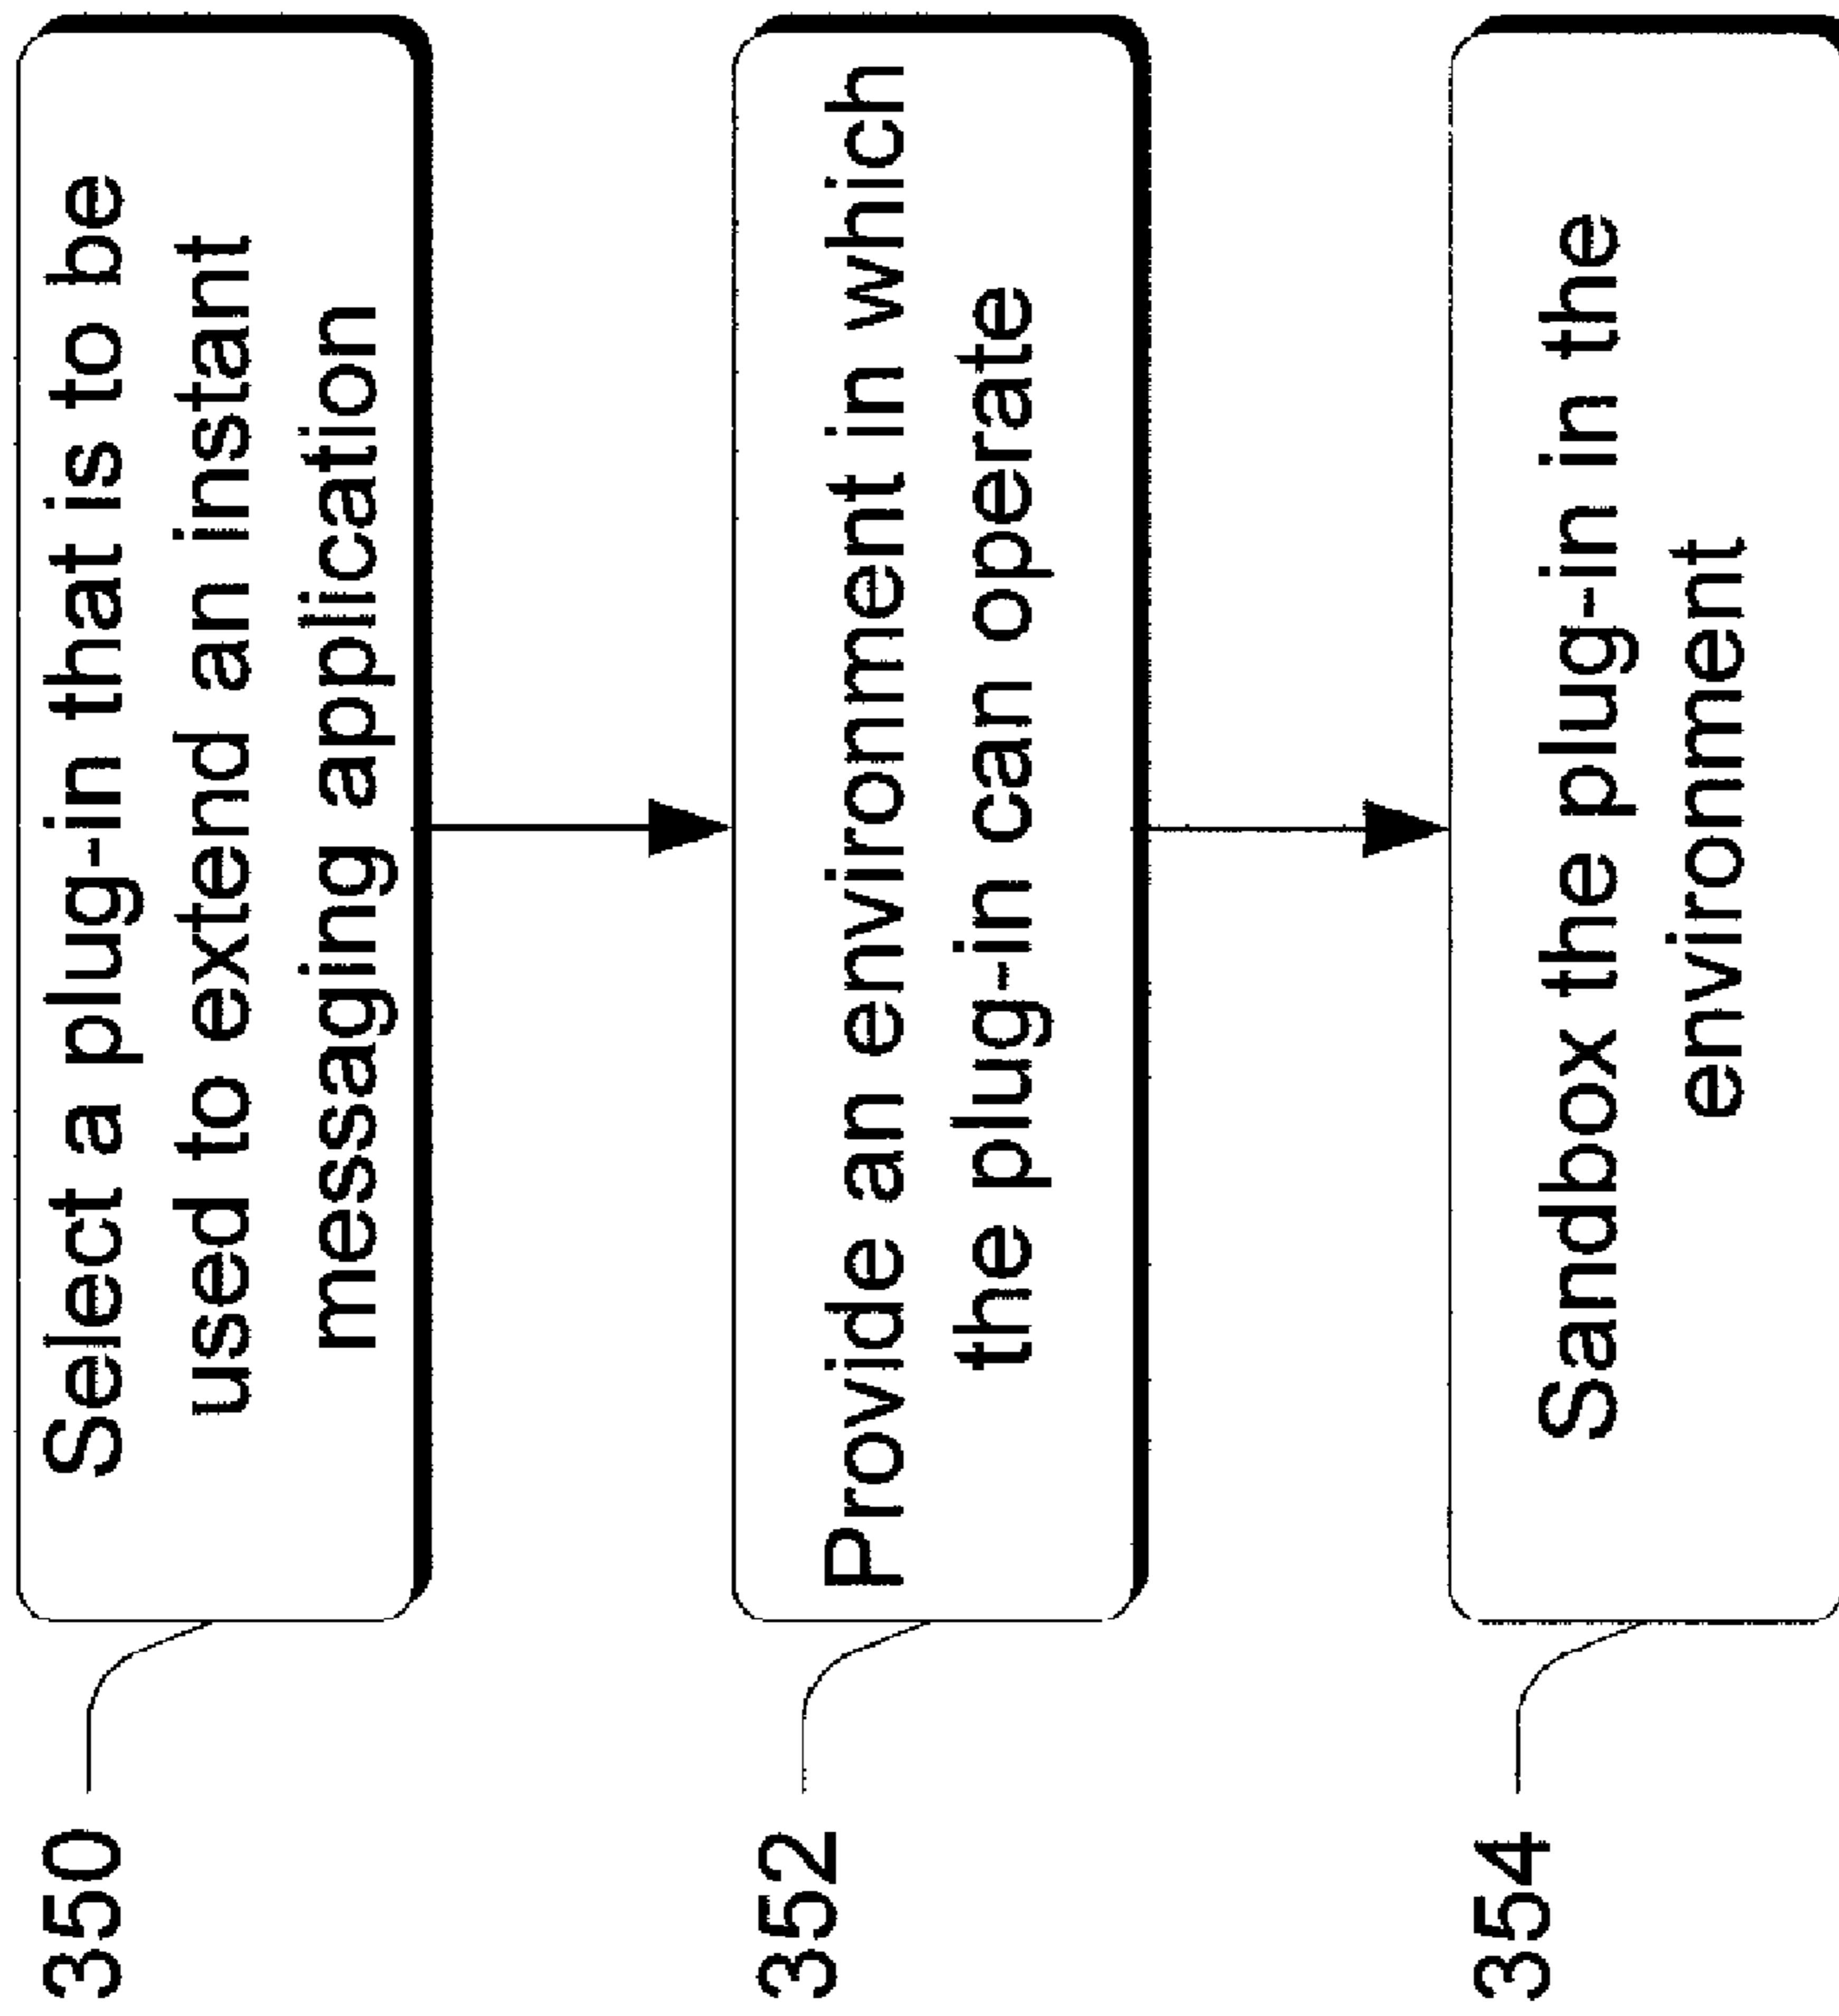 350
Select a plug-in that is to be
used to extend an instant
messaging application
352
Provide an environment in which
the plug-in can operate
354
Sandbox the plug-in in the
environment